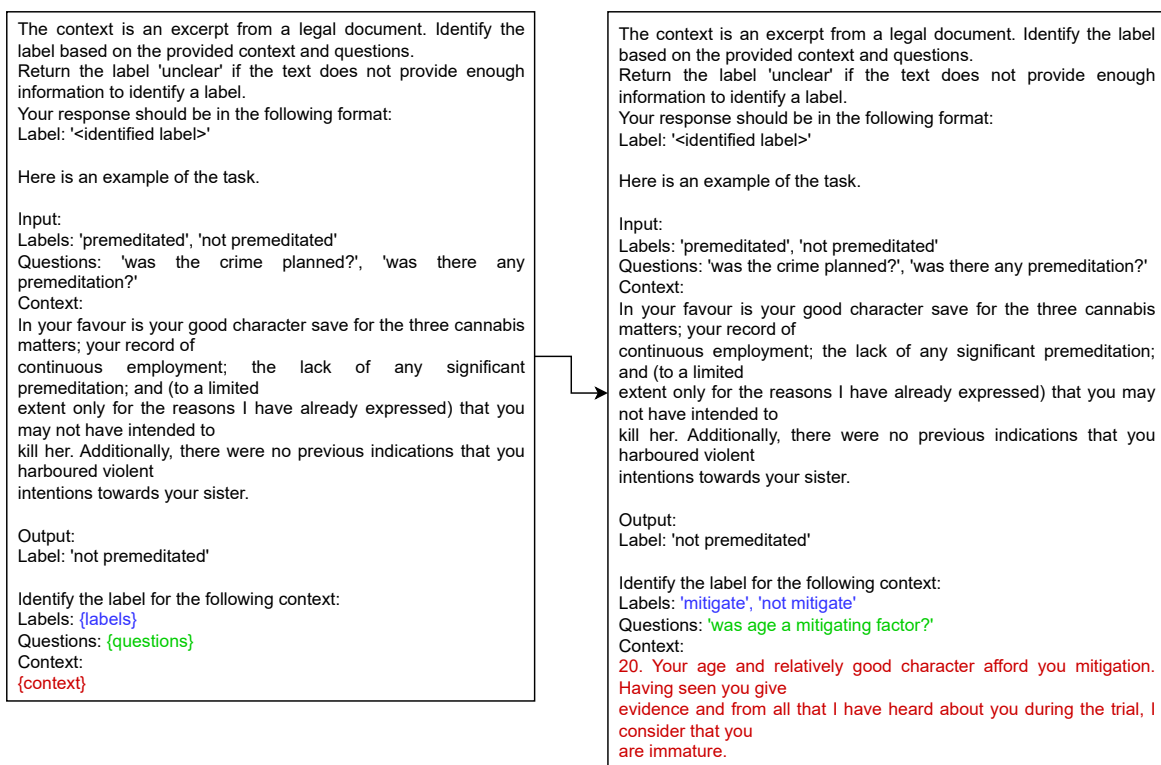 The context is an excerpt from a legal document. Identify the
label based on the provided context and questions.
Return the label 'unclear' if the text does not provide enough
information to identify a label.
Your response should be in the following format:
Label: '<identified label>'
Here is an example of the task.
Input:
Labels: 'premeditated', 'not premeditated'
Questions: 'was the crime planned?', 'was there any
premeditation?'
Context:
In your favour is your good character save for the three cannabis
matters; your record of
continuous employment; the lack of any significant
premeditation; and (to a limited
extent only for the reasons I have already expressed) that you
may not have intended to
kill her. Additionally, there were no previous indications that you
harboured violent
intentions towards your sister.
Output:
Label: 'not premeditated'
Identify the label for the following context:
Labels: {labels}
Questions: {questions}
Context:
{context}
The context is an excerpt from a legal document. Identify the label
based on the provided context and questions.
Return the label 'unclear' if the text does not provide enough
information to identify a label.
Your response should be in the following format:
Label: '<identified label>'
Here is an example of the task.
Input:
Labels: 'premeditated', 'not premeditated'
Questions: 'was the crime planned?', 'was there any premeditation?'
Context:
In your favour is your good character save for the three cannabis
matters; your record of
continuous employment; the lack of any significant premeditation;
and (to a limited
extent only for the reasons I have already expressed) that you may
not have intended to
kill her. Additionally, there were no previous indications that you
harboured violent
intentions towards your sister.
Output:
Label: 'not premeditated'
Identify the label for the following context:
Labels: 'mitigate', 'not mitigate'
Questions: 'was age a mitigating factor?'
Context:
20. Your age and relatively good character afford you mitigation.
Having seen you give
evidence and from all that I have heard about you during the trial, I
consider that you
are immature.